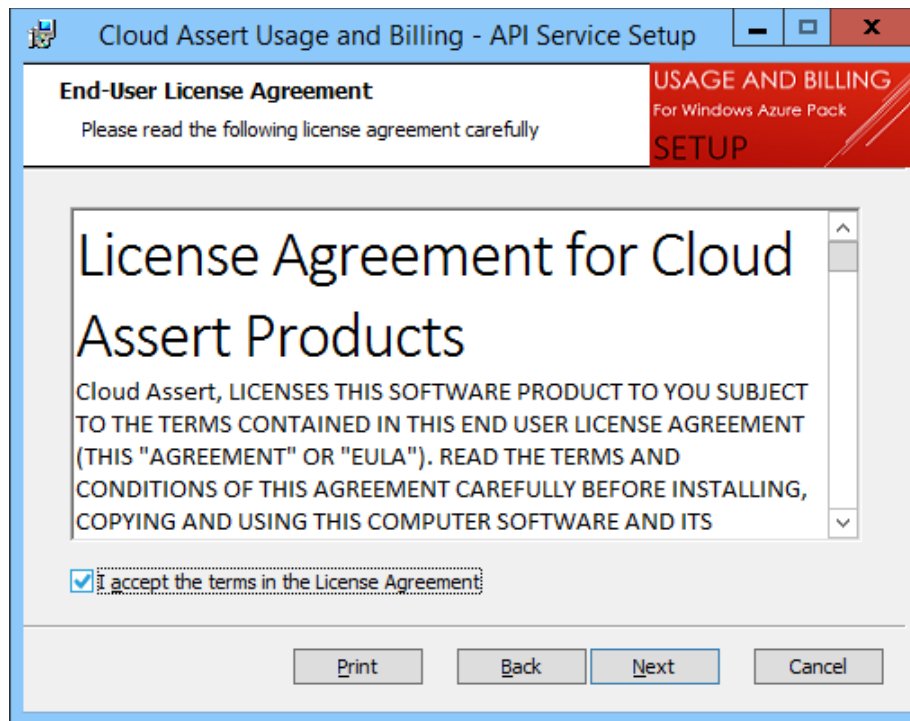 Cloud Assert Usage and Billing - API Service Setup
End-User License Agreement
Please read the following license agreement carefully
USAGE AND BILLING
For Windows Azure Pack
SETUP
License Agreement for Cloud
Assert Products
Cloud Assert, LICENSES THIS SOFTWARE PRODUCT TO YOU SUBJECT
TO THE TERMS CONTAINED IN THIS END USER LICENSE AGREEMENT
(THIS "AGREEMENT" OR "EULA"). READ THE TERMS AND
CONDITIONS OF THIS AGREEMENT CAREFULLY BEFORE INSTALLING,
COPYING AND USING THIS COMPUTER SOFTWARE AND ITS
I accept the terms in the License Agreement
Print Back Next Cancel